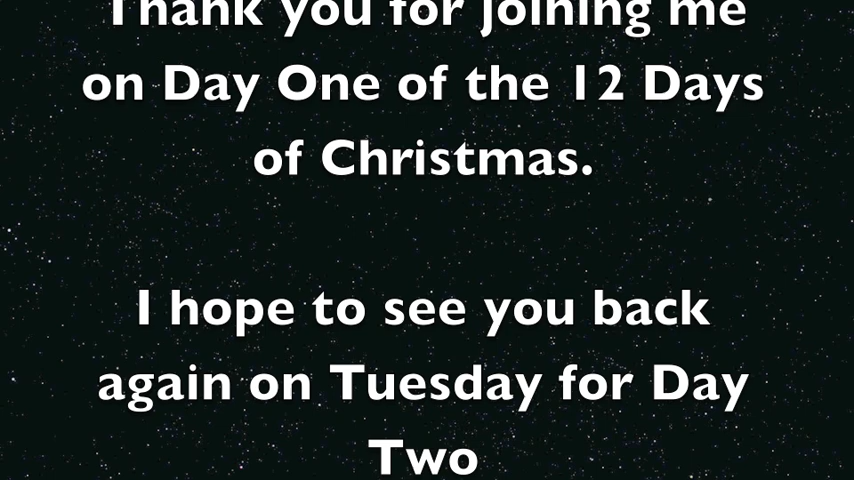 Thank you for joining me
on Day One of the 12 Days
of Christmas.
I hope to see you back
again on Tuesday for Day
Two